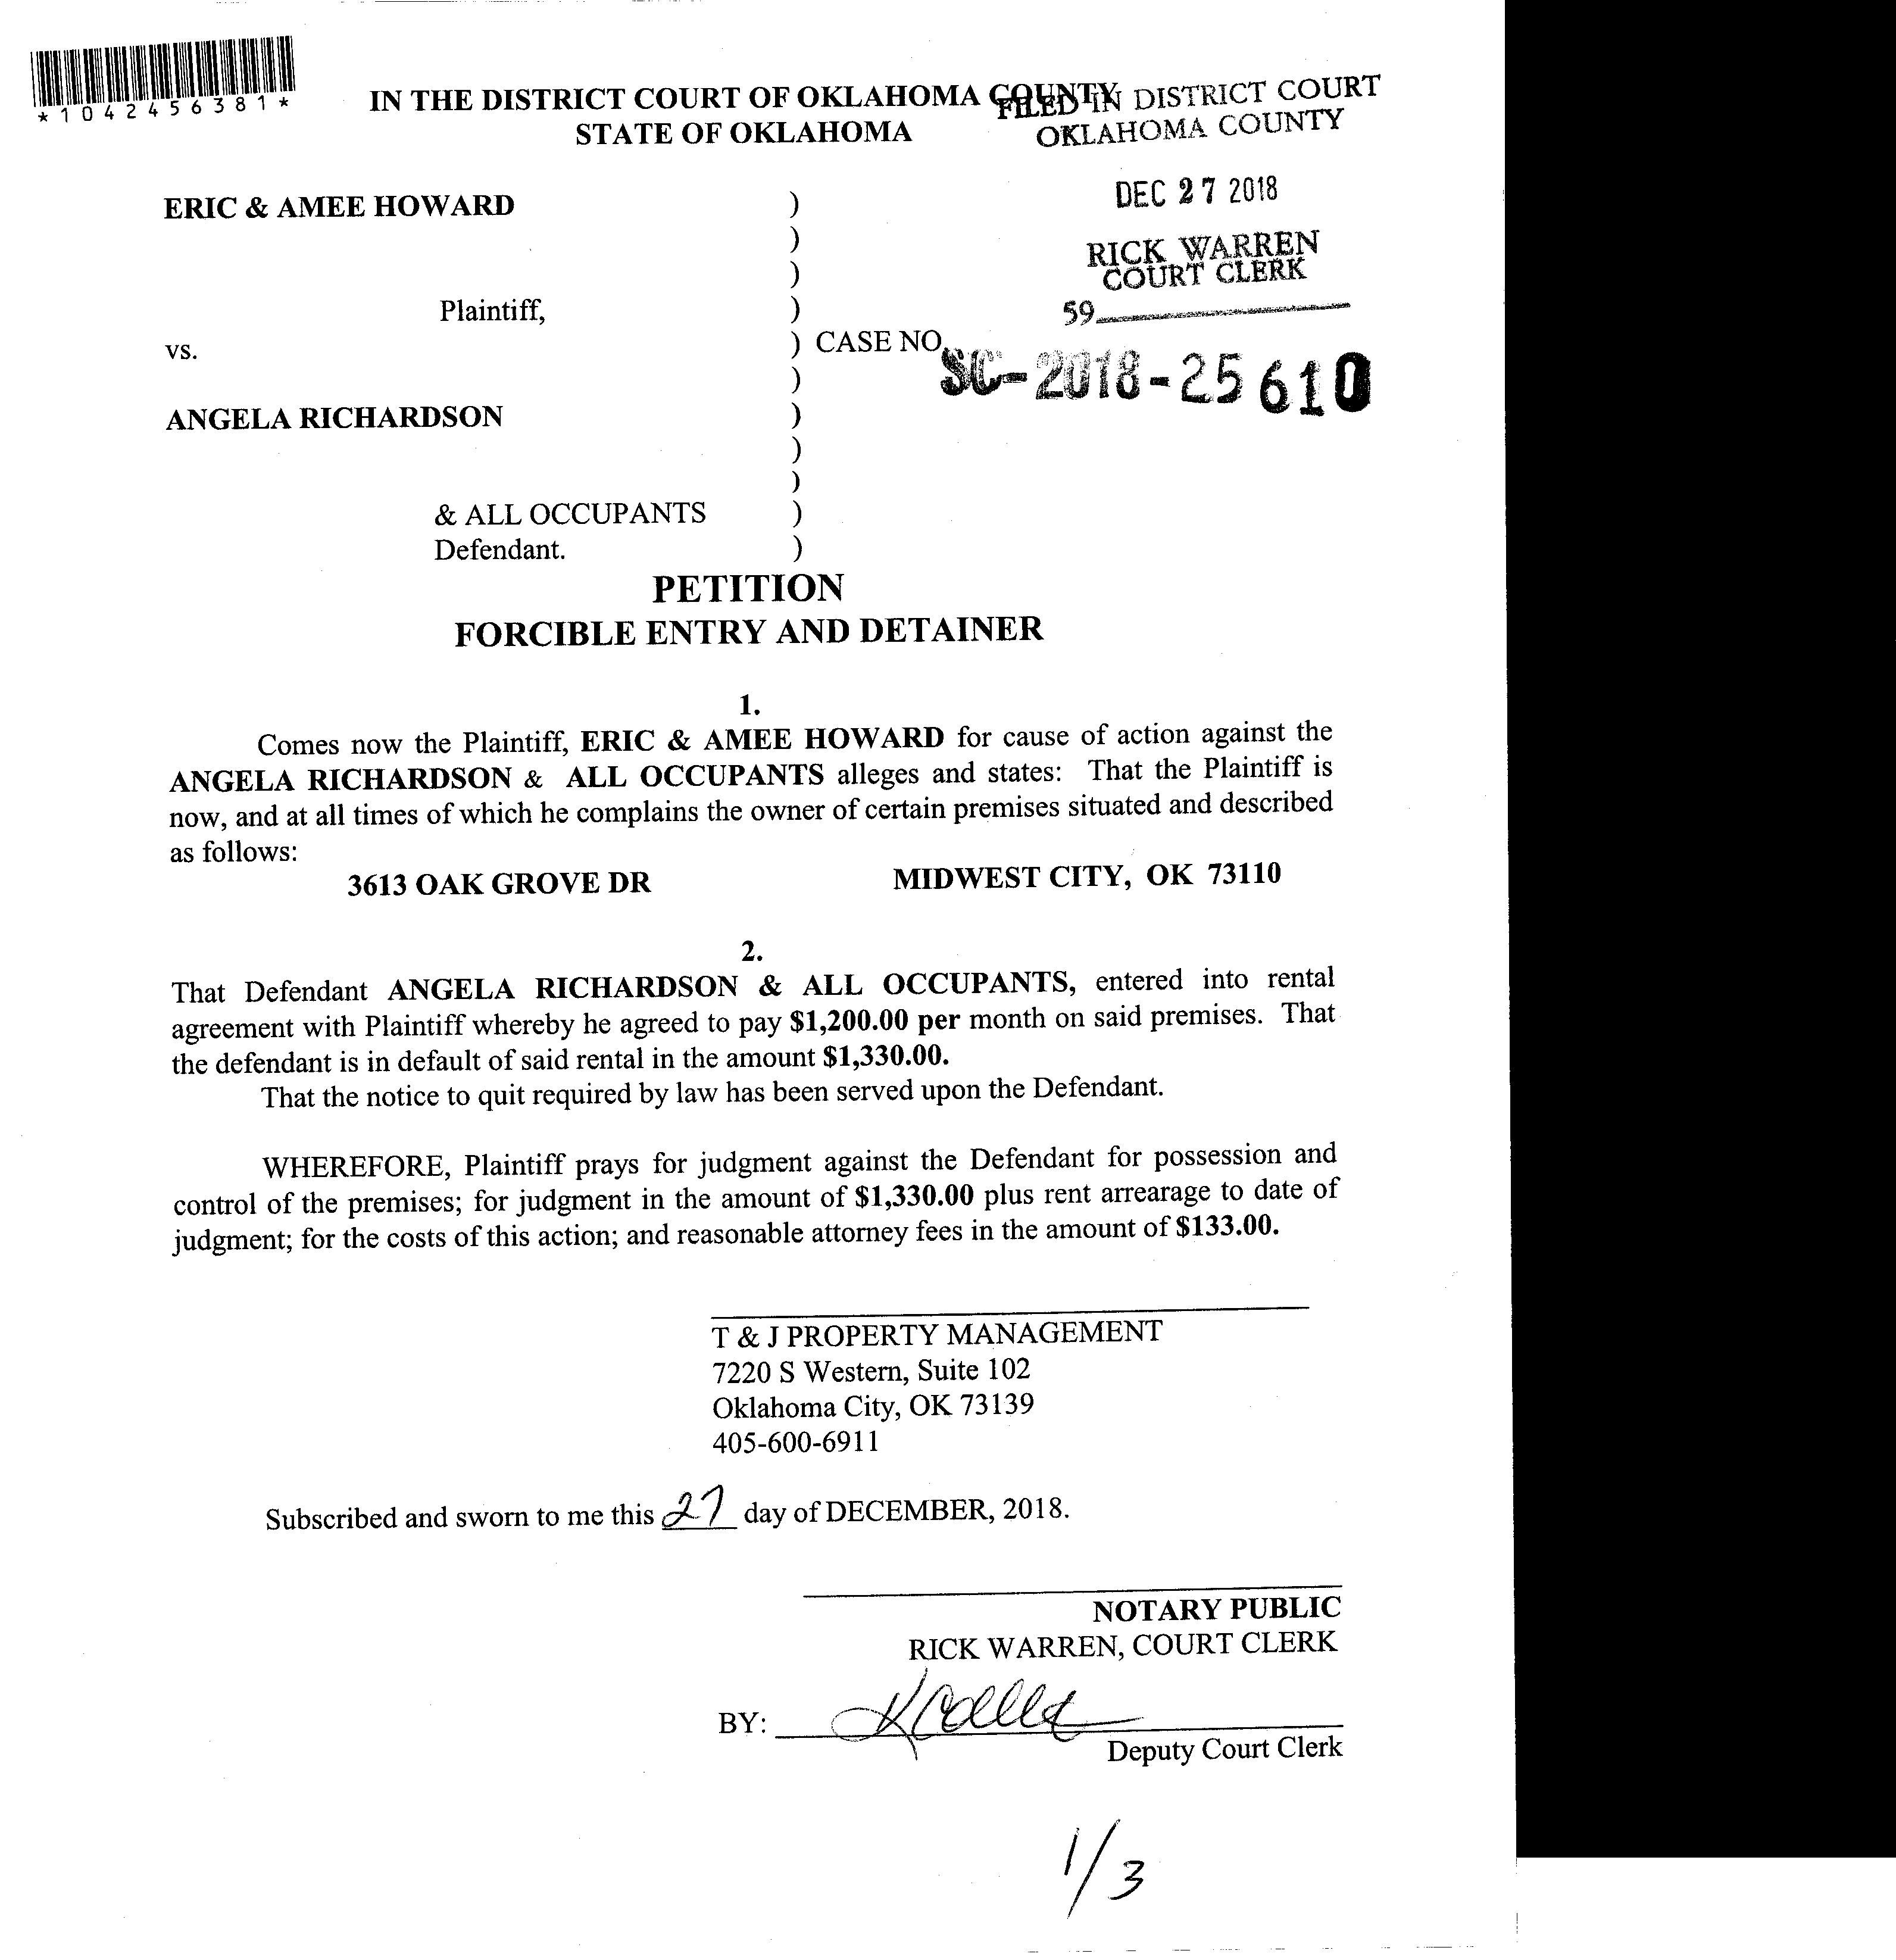 *1042456381*
IN THE DISTRICT COURT OF OKLAHOMA COUNTY
STATE OF OKLAHOMA
FILED IN DISTRICT COURT
OKLAHOMA COUNTY
DEC 27 2018
RICK WARREN
COURT CLERK
59
ERIC & AMEE HOWARD )
)
)
Plaintiff, )
vs. ) CASE NO. SC-2018-25610
)
ANGELA RICHARDSON )
)
)
& ALL OCCUPANTS )
Defendant. )
PETITION
FORCIBLE ENTRY AND DETAINER
1.
Comes now the Plaintiff, ERIC & AMEE HOWARD for cause of action against the
ANGELA RICHARDSON & ALL OCCUPANTS alleges and states: That the Plaintiff is
now, and at all times of which he complains the owner of certain premises situated and described
as follows:
3613 OAK GROVE DR MIDWEST CITY, OK 73110
2.
That Defendant ANGELA RICHARDSON & ALL OCCUPANTS, entered into rental
agreement with Plaintiff whereby he agreed to pay $1,200.00 per month on said premises. That
the defendant is in default of said rental in the amount $1,330.00.
That the notice to quit required by law has been served upon the Defendant.
WHEREFORE, Plaintiff prays for judgment against the Defendant for possession and
control of the premises; for judgment in the amount of $1,330.00 plus rent arrearage to date of
judgment; for the costs of this action; and reasonable attorney fees in the amount of $133.00.
T & J PROPERTY MANAGEMENT
7220 S Western, Suite 102
Oklahoma City, OK 73139
405-600-6911
Subscribed and sworn to me this 27 day of DECEMBER, 2018.
NOTARY PUBLIC
RICK WARREN, COURT CLERK
BY:
Deputy Court Clerk
1/3